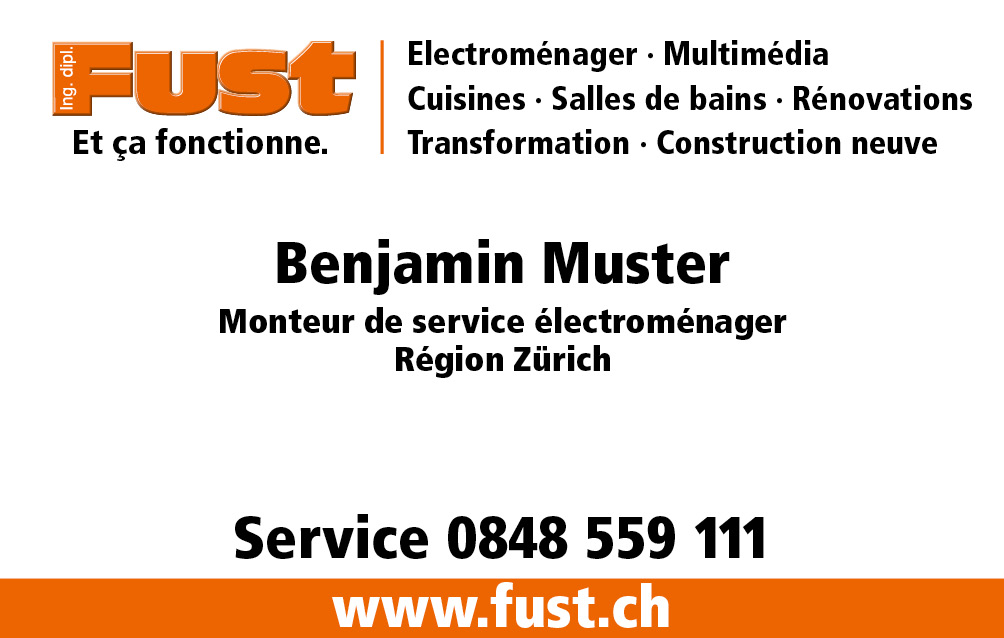 Ing. dipl.
Fust
Et ça fonctionne.
Electroménager · Multimédia
Cuisines · Salles de bains · Rénovations
Transformation · Construction neuve
Benjamin Muster
Monteur de service électroménager
Région Zürich
Service 0848 559 111
www.fust.ch